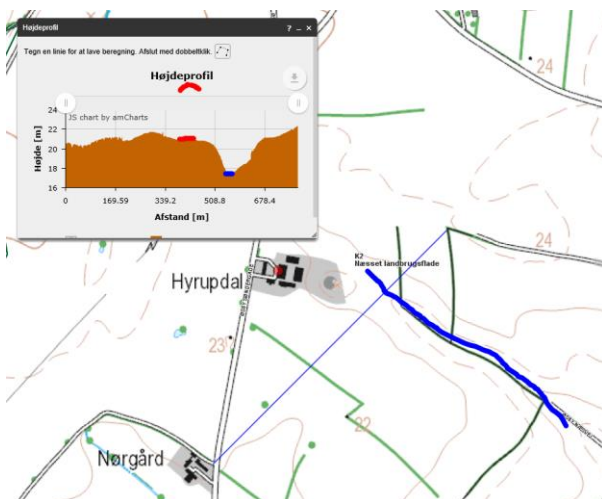 Højdeprofil
? – ×
Tegn en linie for at lave beregning. Afslut med dobbeltklik.
Højdeprofil
JS chart by amCharts
Højde [m]
24
22
20
18
16
0 169.59 339.2 508.8 678.4
Afstand [m]
24
K2
Næsset landbrugsflade
24
Hyrupdal
23
22
Nørgård